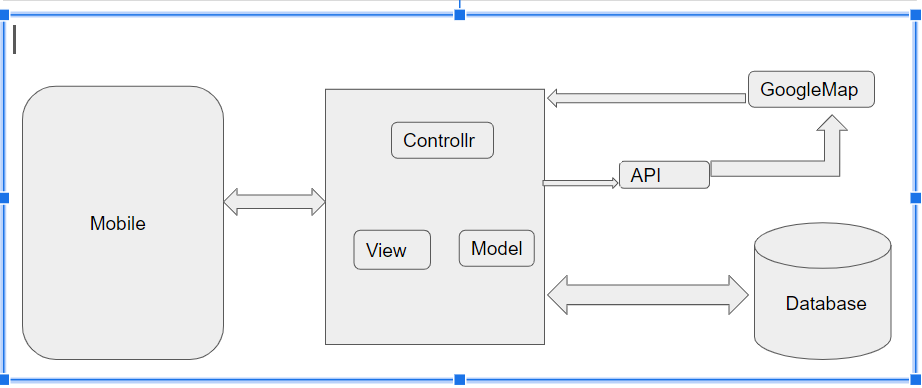 GoogleMap
Controllr
API
Mobile
View
Model
Database